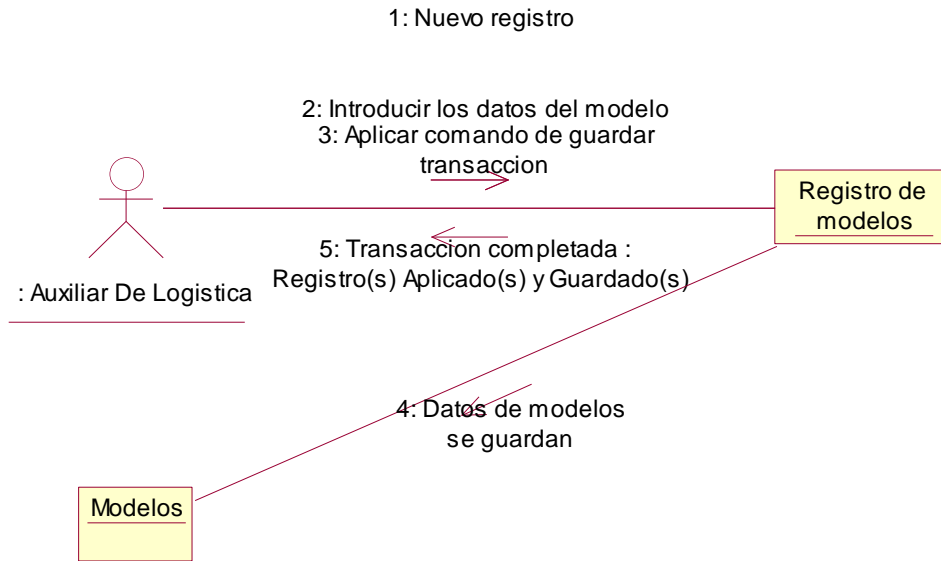 1: Nuevo registro
2: Introducir los datos del modelo
3: Aplicar comando de guardar
transaccion
Registro de
modelos
5: Transaccion completada :
Registro(s) Aplicado(s) y Guardado(s)
: Auxiliar De Logistica
4: Datos de modelos
se guardan
Modelos